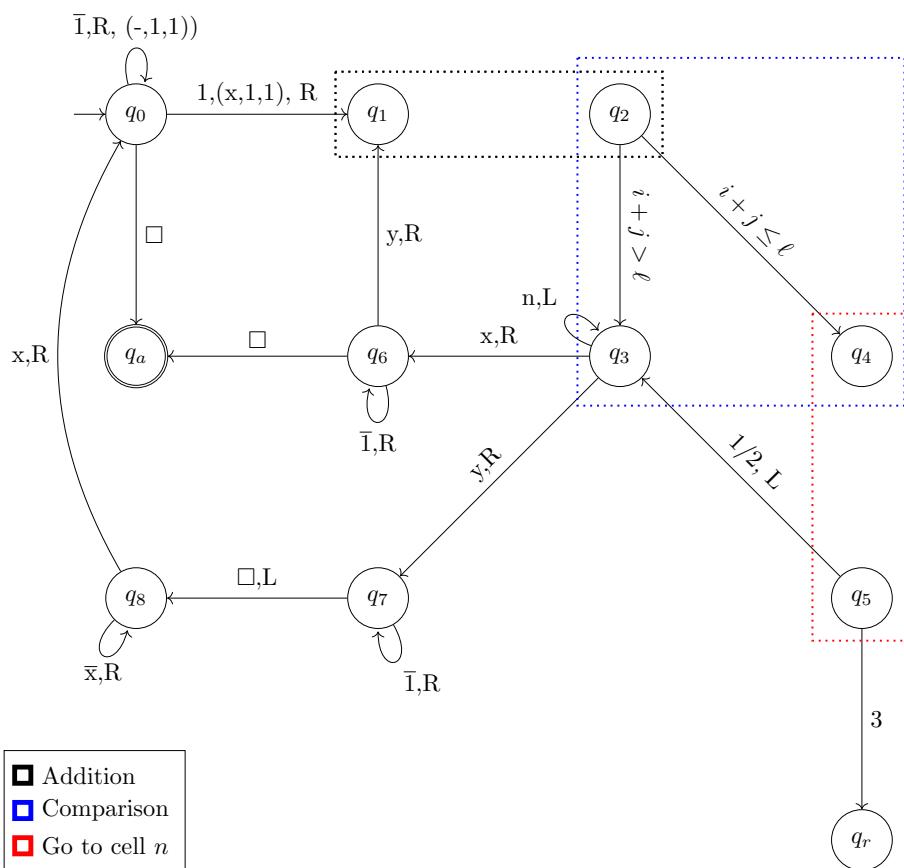 1̅,R, (-,1,1))
1,(x,1,1), R
q₀
q₁
q₂
□
y,R
i + j > ℓ
i + j ≤ ℓ
n,L
x,R
□
x,R
qₐ
q₆
q₃
q₄
1̅,R
y,R
1/2, L
□,L
q₈
q₇
q₅
x̅,R
1̅,R
3
Addition
Comparison
Go to cell n
qᵣ